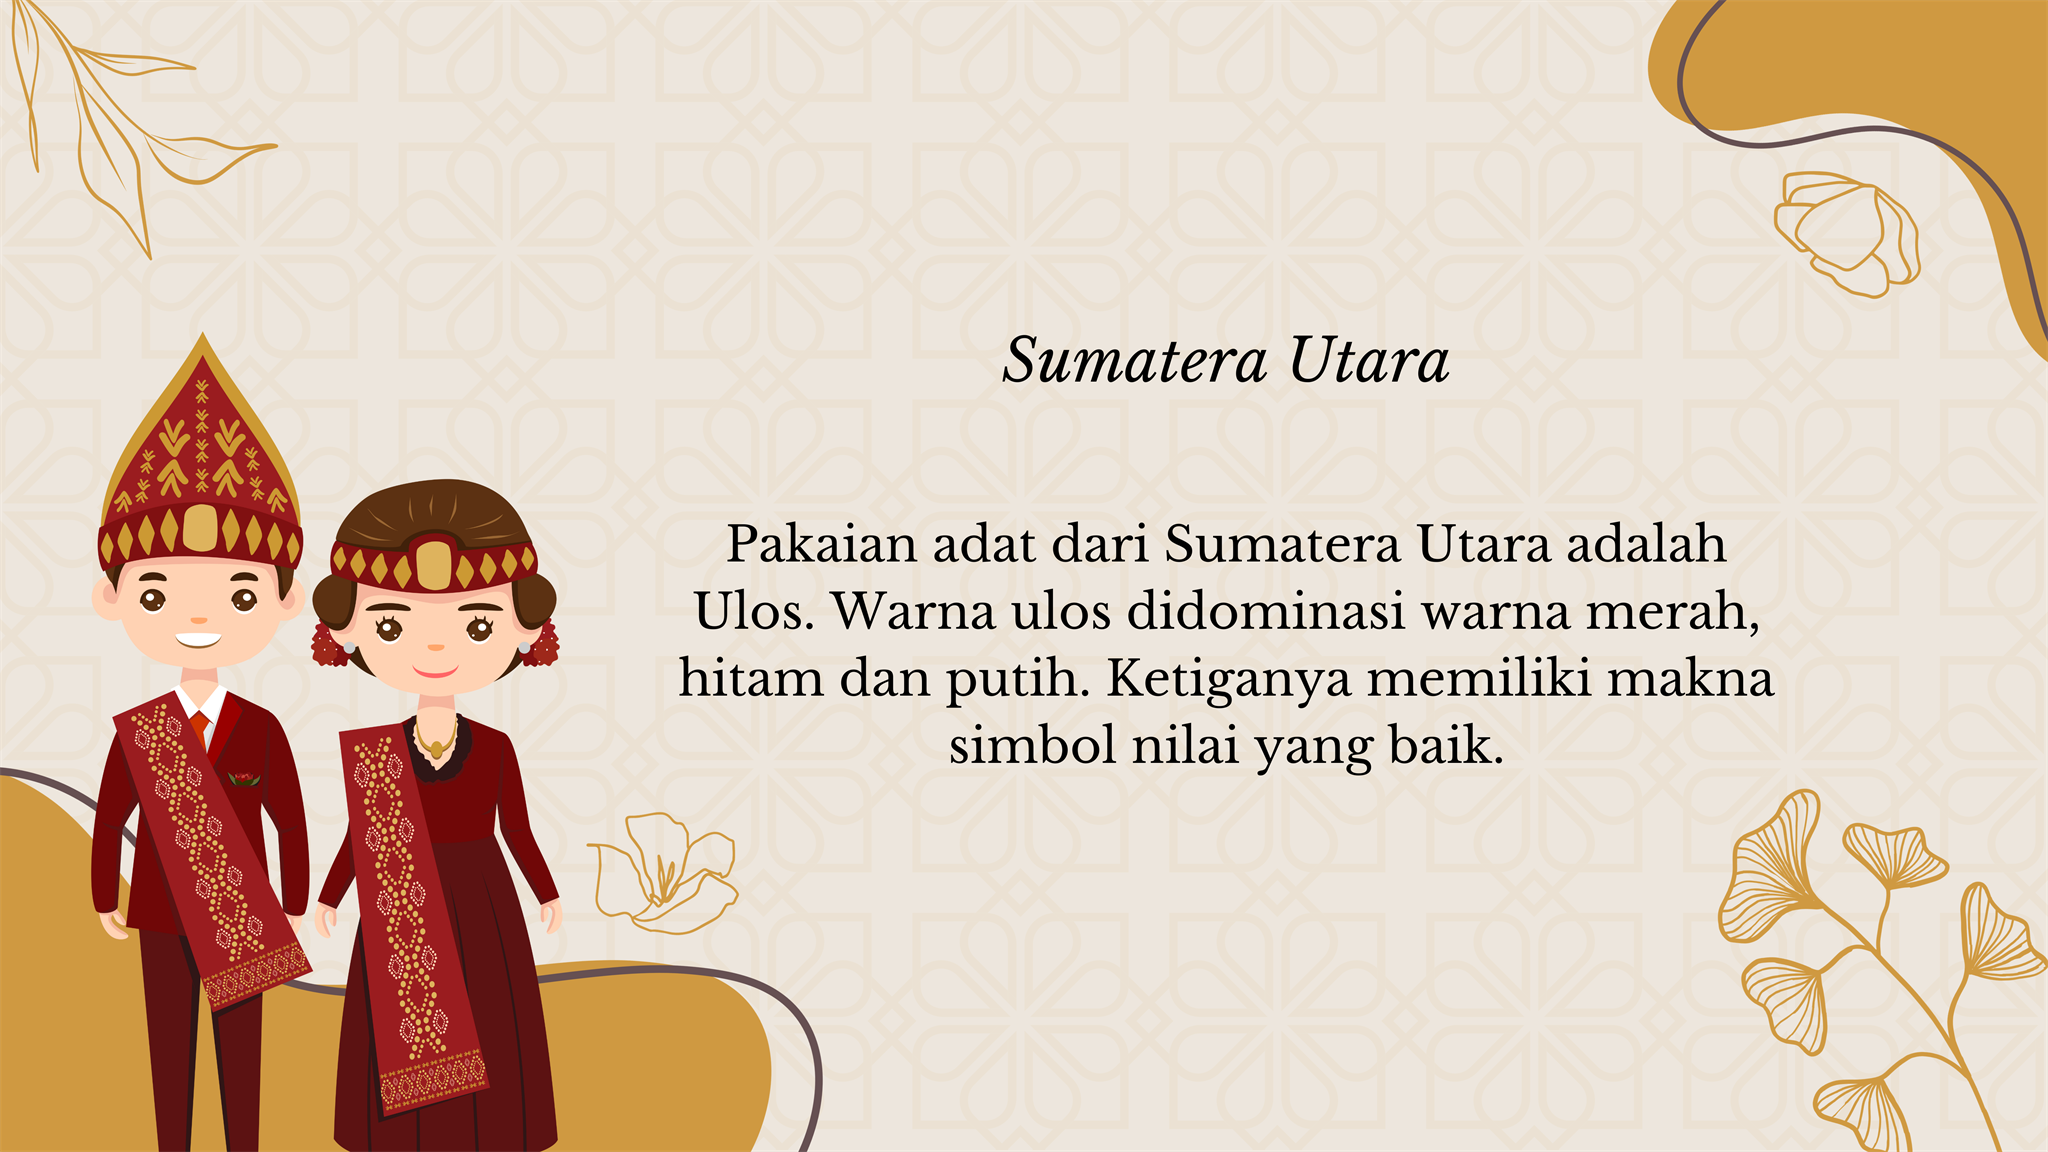 Sumatera Utara
Pakaian adat dari Sumatera Utara adalah
Ulos. Warna ulos didominasi warna merah,
hitam dan putih. Ketiganya memiliki makna
simbol nilai yang baik.